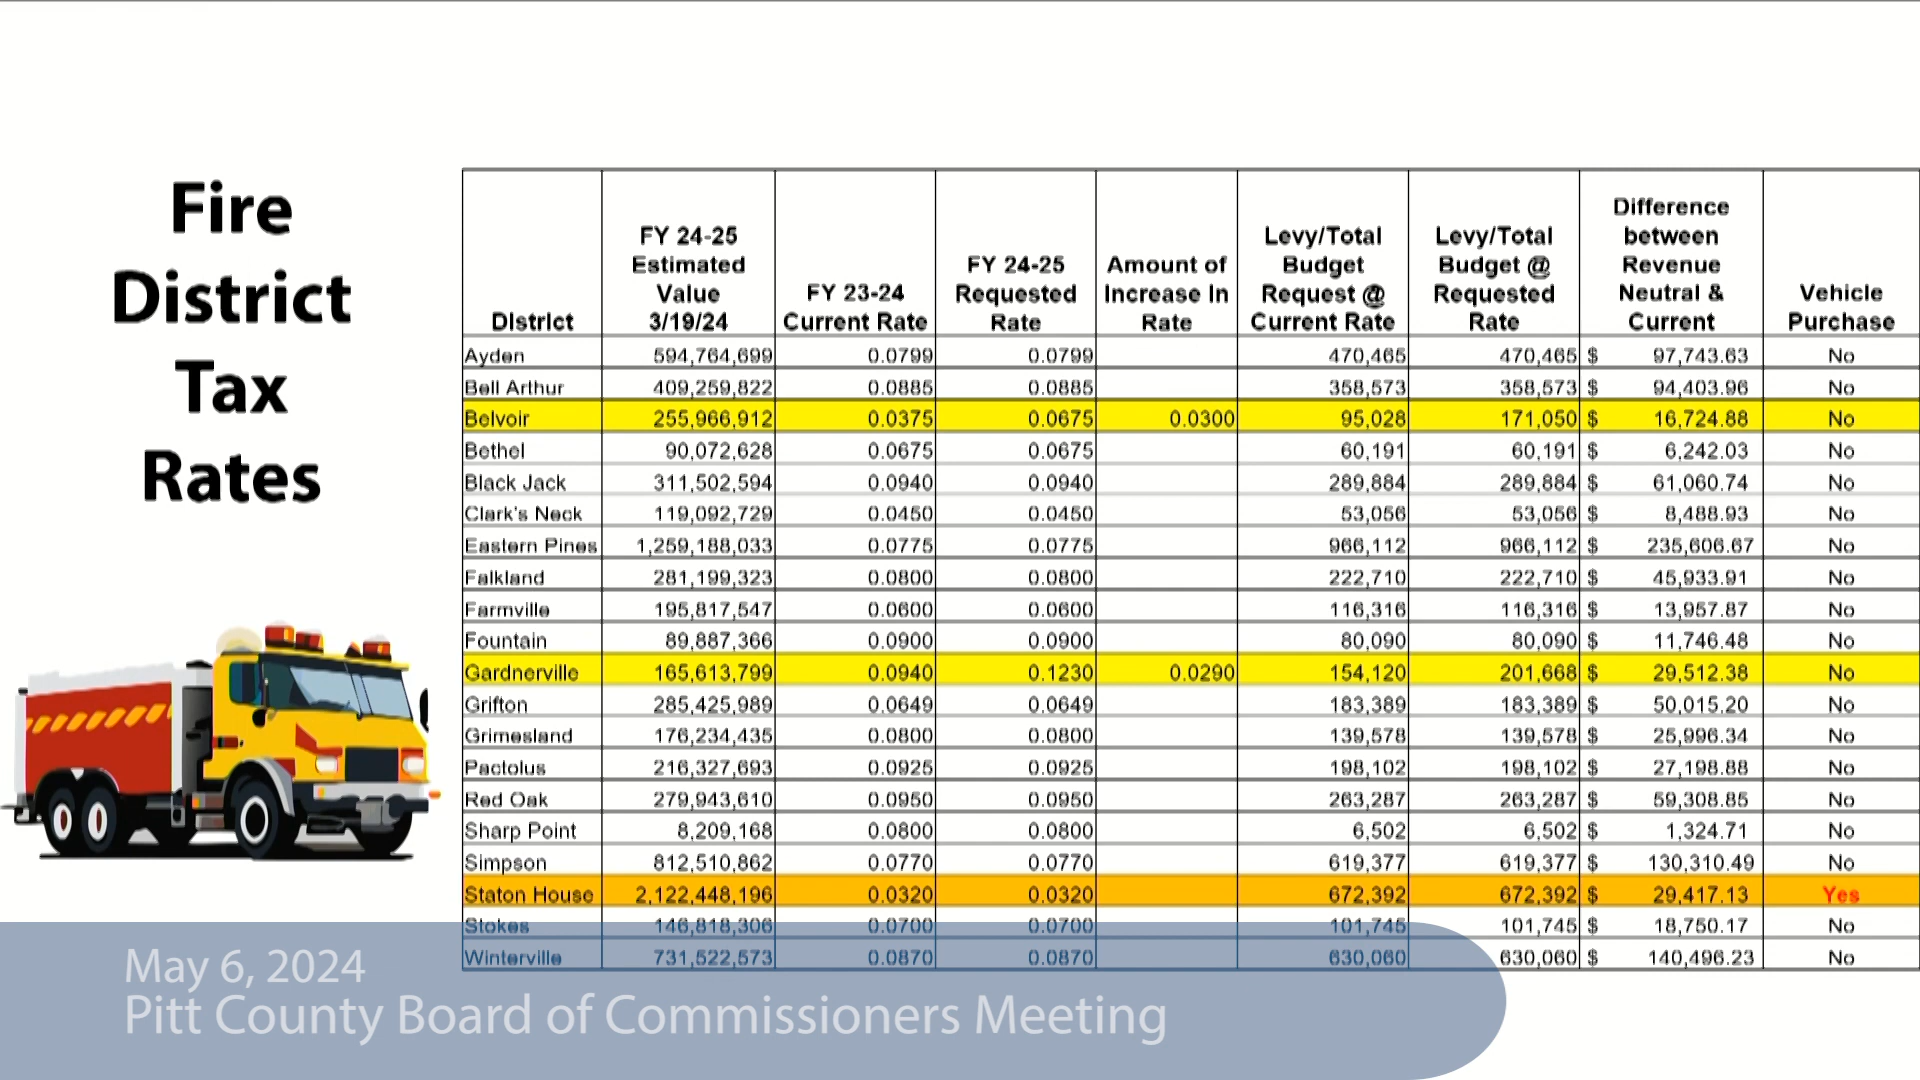 Fire
District
Tax
Rates
District | FY 24-25 Estimated Value 3/19/24 | FY 23-24 Current Rate | FY 24-25 Requested Rate | Amount of Increase In Rate | Levy/Total Budget Request @ Current Rate | Levy/Total Budget @ Requested Rate | Difference between Revenue Neutral & Current | Vehicle Purchase
Ayden 594,764,699 0.0799 0.0799 470,465 470,465 $ 97,743.63 No
Bell Arthur 409,259,822 0.0885 0.0885 358,573 358,573 $ 94,403.96 No
Belvoir 255,966,912 0.0375 0.0675 0.0300 95,028 171,050 $ 16,724.88 No
Bethel 90,072,628 0.0675 0.0675 60,191 60,191 $ 6,242.03 No
Black Jack 311,502,594 0.0940 0.0940 289,884 289,884 $ 61,060.74 No
Clark's Neck 119,092,729 0.0450 0.0450 53,056 53,056 $ 8,488.93 No
Eastern Pines 1,259,188,033 0.0775 0.0775 966,112 966,112 $ 235,606.67 No
Falkland 281,199,323 0.0800 0.0800 222,710 222,710 $ 45,933.91 No
Farmville 195,817,547 0.0600 0.0600 116,316 116,316 $ 13,957.87 No
Fountain 89,887,366 0.0900 0.0900 80,090 80,090 $ 11,746.48 No
Gardnerville 165,613,799 0.0940 0.1230 0.0290 154,120 201,668 $ 29,512.38 No
Grifton 285,425,989 0.0649 0.0649 183,389 183,389 $ 50,015.20 No
Grimesland 176,234,435 0.0800 0.0800 139,578 139,578 $ 25,996.34 No
Pactolus 216,327,693 0.0925 0.0925 198,102 198,102 $ 27,198.88 No
Red Oak 279,943,610 0.0950 0.0950 263,287 263,287 $ 59,308.85 No
Sharp Point 8,209,168 0.0800 0.0800 6,502 6,502 $ 1,324.71 No
Simpson 812,510,862 0.0770 0.0770 619,377 619,377 $ 130,310.49 No
Staton House 2,122,448,196 0.0320 0.0320 672,392 672,392 $ 29,417.13 Yes
Stokes 146,818,306 0.0700 0.0700 101,745 101,745 $ 18,750.17 No
Winterville 731,522,573 0.0870 0.0870 630,060 630,060 $ 140,496.23 No
May 6, 2024
Pitt County Board of Commissioners Meeting